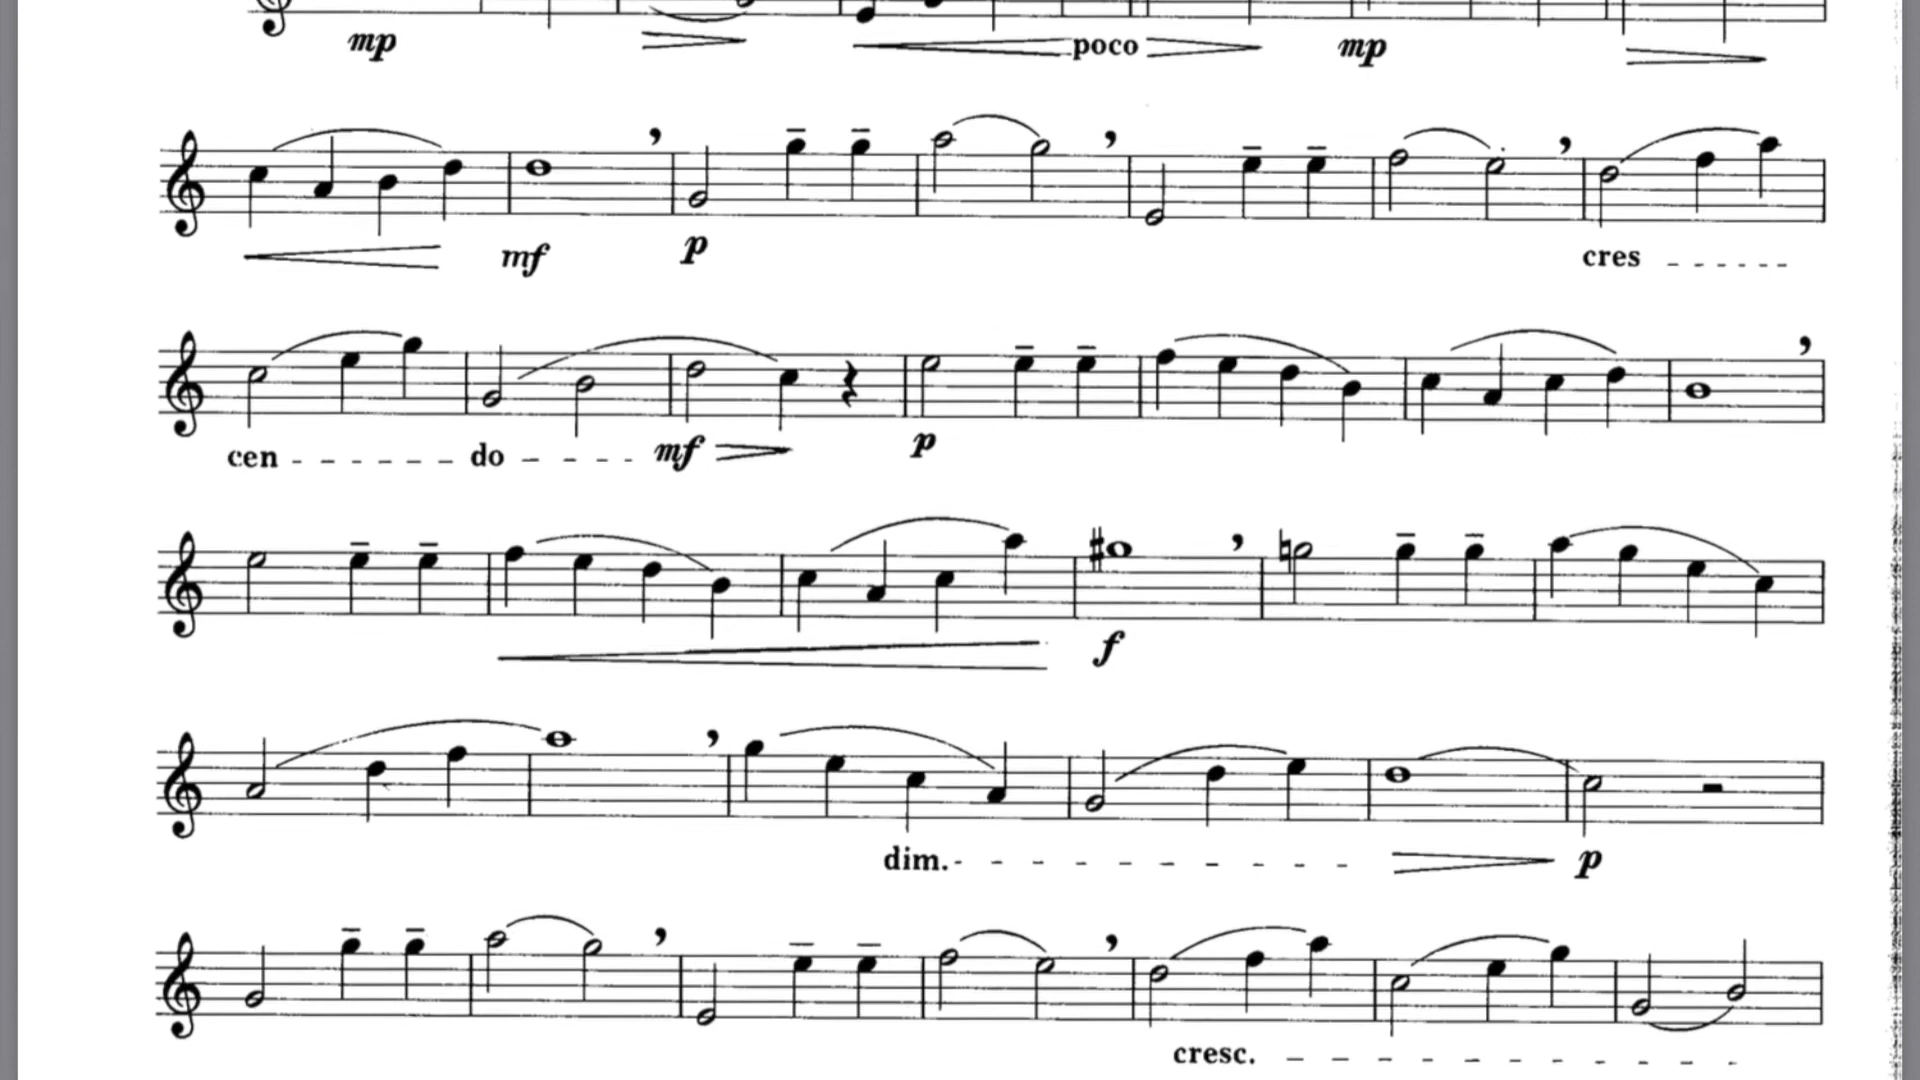 mp poco mp
mf p cres
cen do mf p
f
dim. p
cresc.